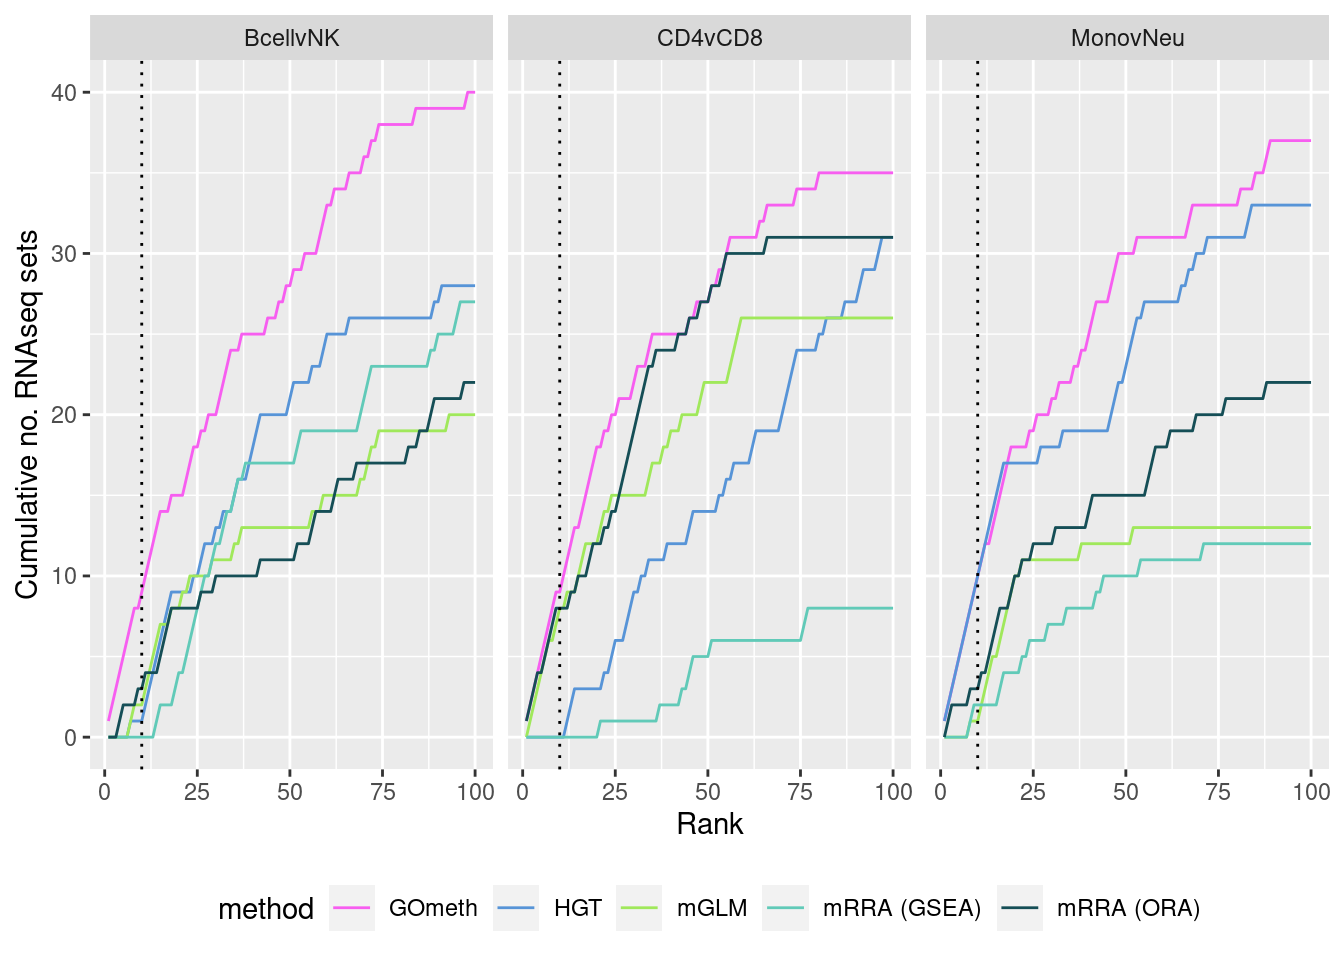 BcellvNK CD4vCD8 MonovNeu
Cumulative no. RNAseq sets
40
30
20
10
0
0 25 50 75 100 0 25 50 75 100 0 25 50 75 100
Rank
method GOmeth HGT mGLM mRRA (GSEA) mRRA (ORA)